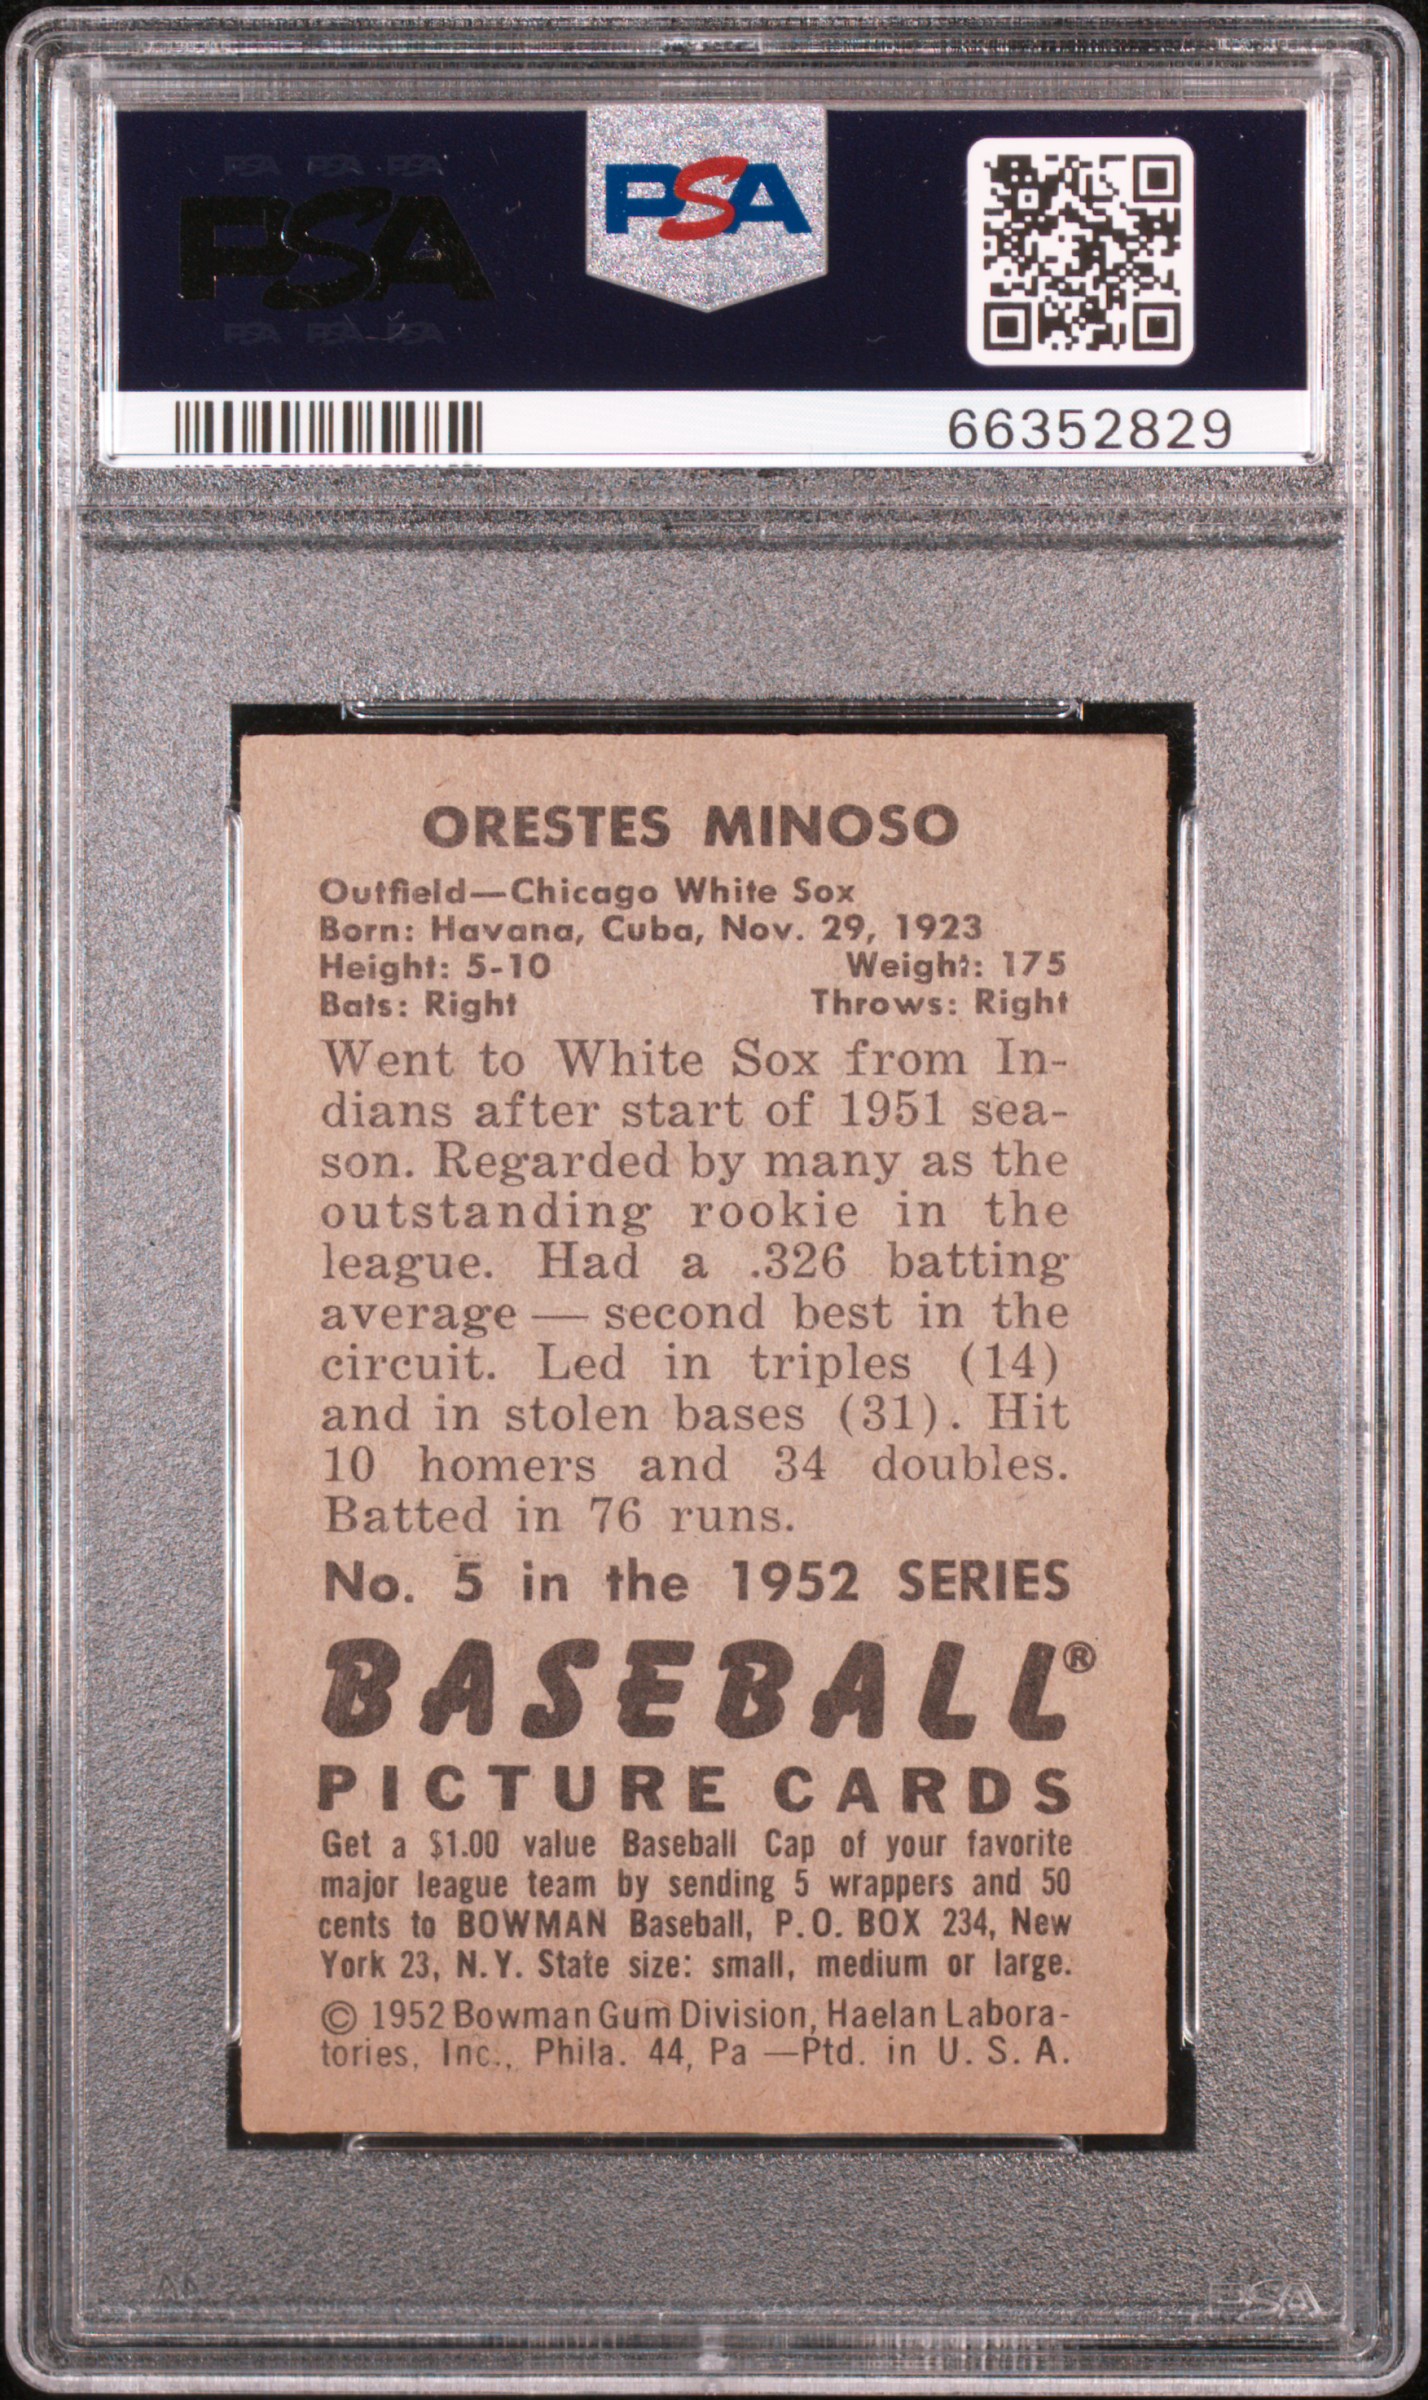 PSA PSA PSA
PSA
PSA PSA PSA
PSA
66352829
ORESTES MINOSO
Outfield—Chicago White Sox
Born: Havana, Cuba, Nov. 29, 1923
Height: 5-10 Weight: 175
Bats: Right Throws: Right
Went to White Sox from In-
dians after start of 1951 sea-
son. Regarded by many as the
outstanding rookie in the
league. Had a .326 batting
average — second best in the
circuit. Led in triples (14)
and in stolen bases (31). Hit
10 homers and 34 doubles.
Batted in 76 runs.
No. 5 in the 1952 SERIES
BASEBALL®
PICTURE CARDS
Get a $1.00 value Baseball Cap of your favorite
major league team by sending 5 wrappers and 50
cents to BOWMAN Baseball, P.O. BOX 234, New
York 23, N.Y. State size: small, medium or large.
© 1952 Bowman Gum Division, Haelan Labora-
tories, Inc., Phila. 44, Pa —Ptd. in U. S. A.
PSA